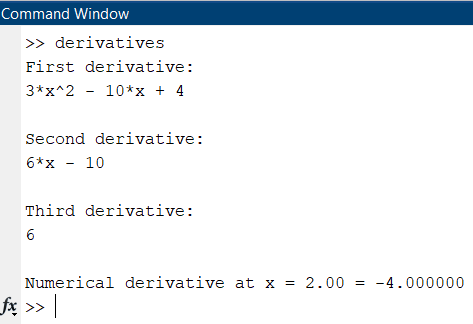 Command Window
>> derivatives
First derivative:
3*x^2 - 10*x + 4
Second derivative:
6*x - 10
Third derivative:
6
Numerical derivative at x = 2.00 = -4.000000
fx >>